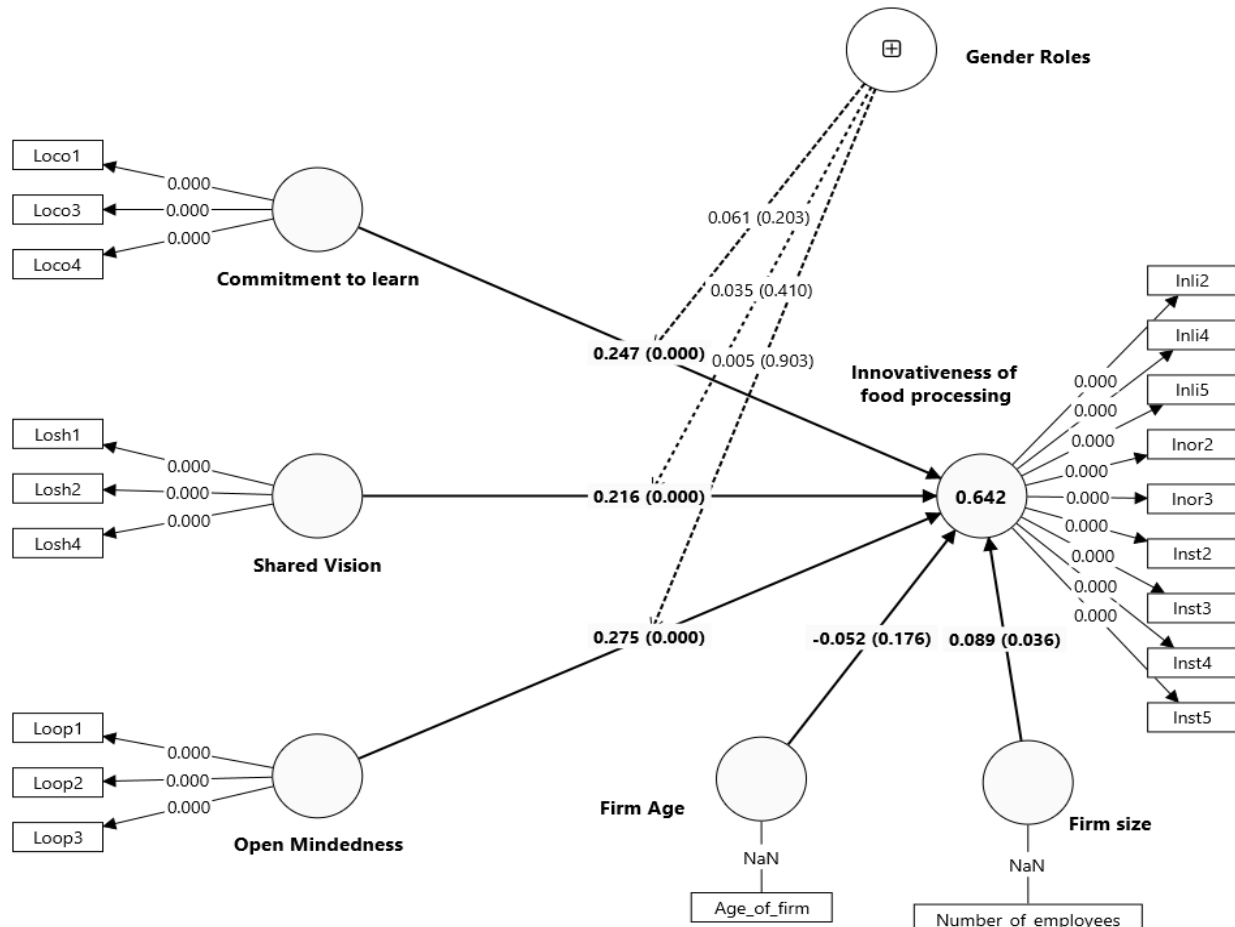 Gender Roles
Loco1
Loco3
Loco4
0.000
0.000
0.000
Commitment to learn
0.061 (0.203)
0.035 (0.410)
0.005 (0.903)
0.247 (0.000)
Losh1
Losh2
Losh4
0.000
0.000
0.000
Shared Vision
0.216 (0.000)
Loop1
Loop2
Loop3
0.000
0.000
0.000
Open Mindedness
0.275 (0.000)
Innovativeness of
food processing
0.642
0.000
0.000
0.000
0.000
0.000
0.000
0.000
0.000
0.000
Inli2
Inli4
Inli5
Inor2
Inor3
Inst2
Inst3
Inst4
Inst5
-0.052 (0.176)
0.089 (0.036)
Firm Age
NaN
Age_of_firm
Firm size
NaN
Number of employees